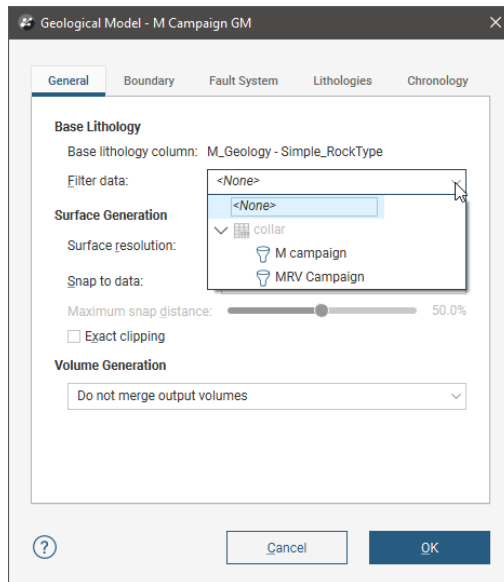 Geological Model - M Campaign GM
General Boundary Fault System Lithologies Chronology
Base Lithology
Base lithology column: M_Geology - Simple_RockType
Filter data: <None>
<None>
Surface Generation
collar
Surface resolution:
M campaign
Snap to data:
MRV Campaign
Maximum snap distance: 50.0%
Exact clipping
Volume Generation
Do not merge output volumes
? Cancel OK